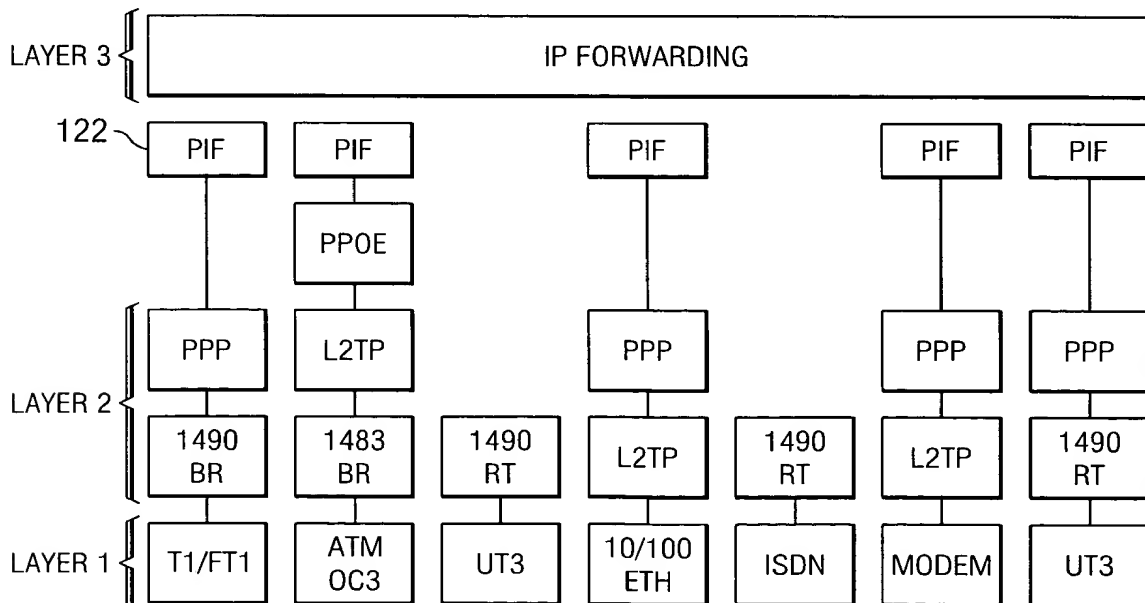 LAYER 3
IP FORWARDING
122
PIF
PIF
PIF
PIF
PIF
PPOE
LAYER 2
PPP
L2TP
PPP
PPP
PPP
1490
BR
1483
BR
1490
RT
L2TP
1490
RT
L2TP
1490
RT
LAYER 1
T1/FT1
ATM
OC3
UT3
10/100
ETH
ISDN
MODEM
UT3